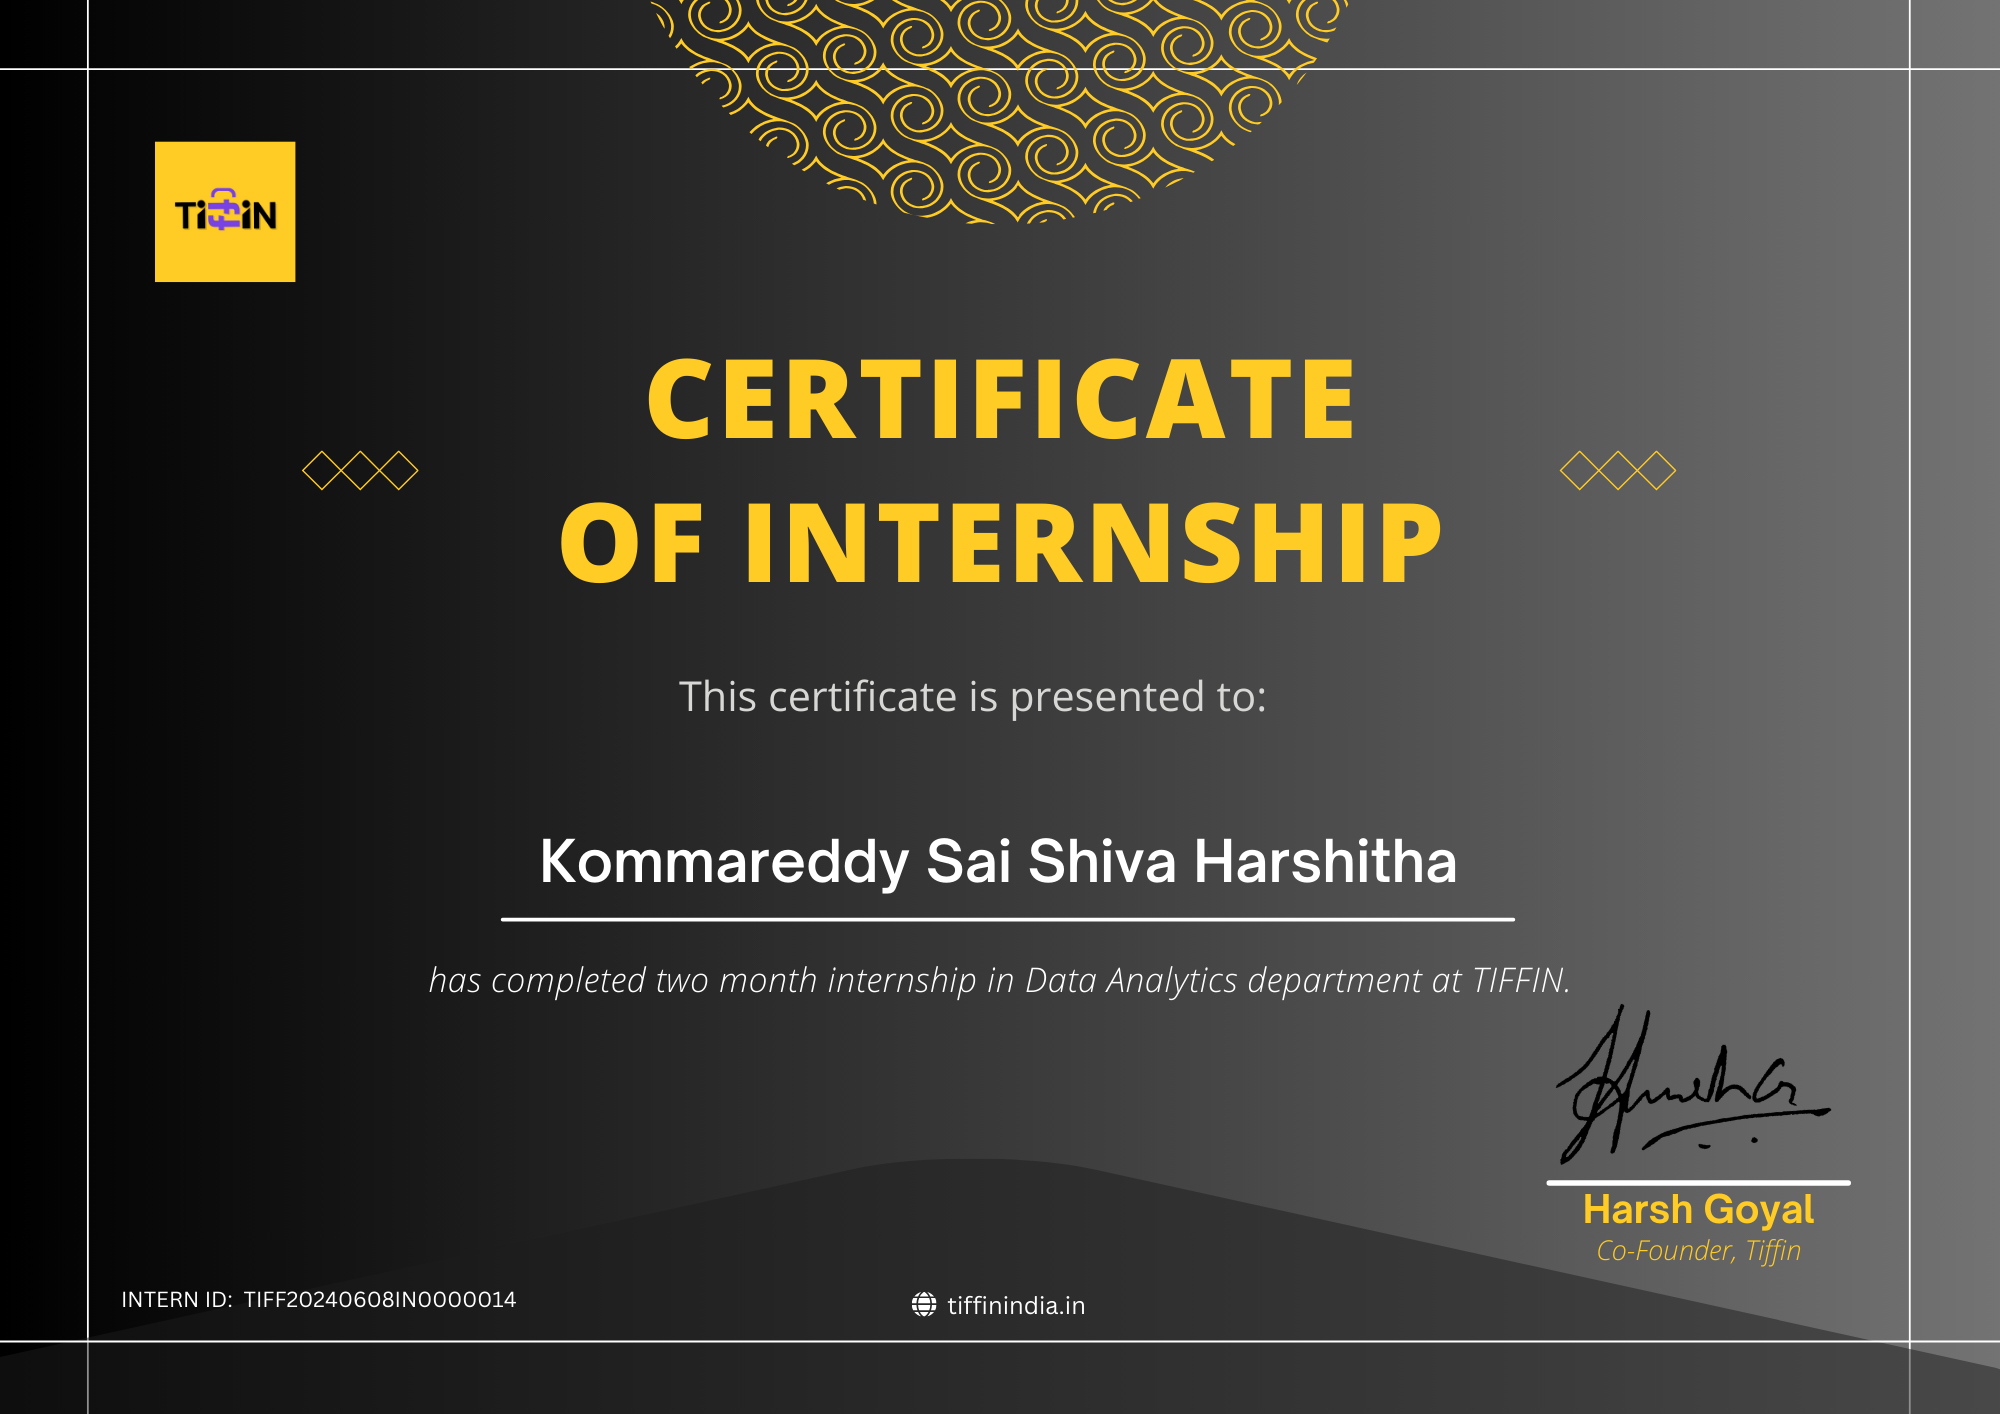 TiffiN
CERTIFICATE
OF INTERNSHIP
This certificate is presented to:
Kommareddy Sai Shiva Harshitha
has completed two month internship in Data Analytics department at TIFFIN.
Harsh Goyal
Co-Founder, Tiffin
INTERN ID: TIFF20240608IN0000014
tiffinindia.in